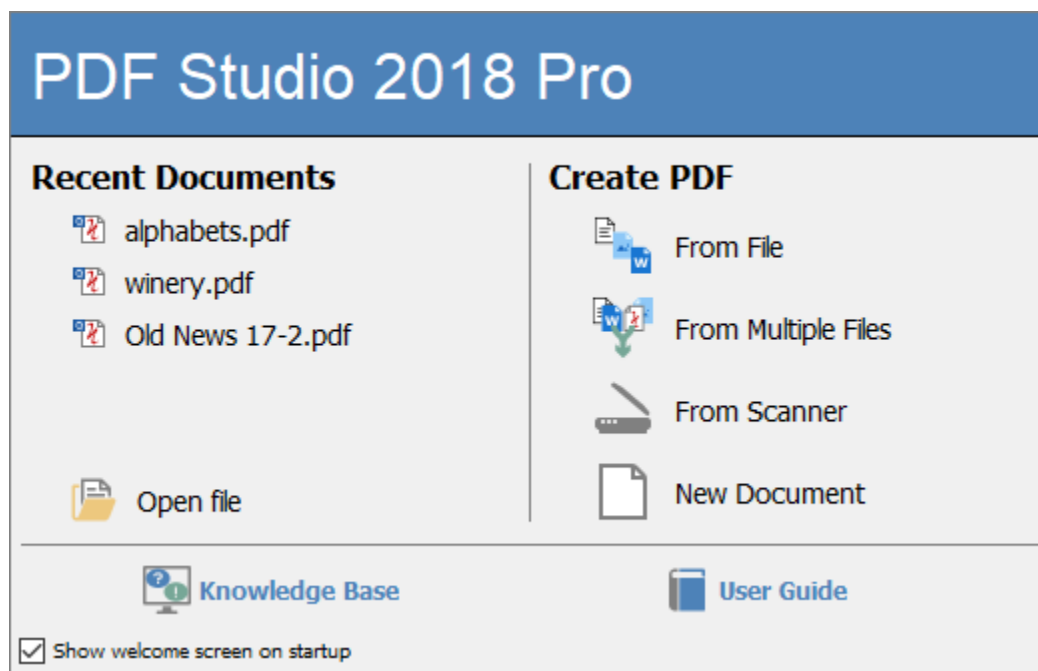 PDF Studio 2018 Pro
Recent Documents
alphabets.pdf
winery.pdf
Old News 17-2.pdf
Open file
Create PDF
From File
From Multiple Files
From Scanner
New Document
Knowledge Base
User Guide
Show welcome screen on startup